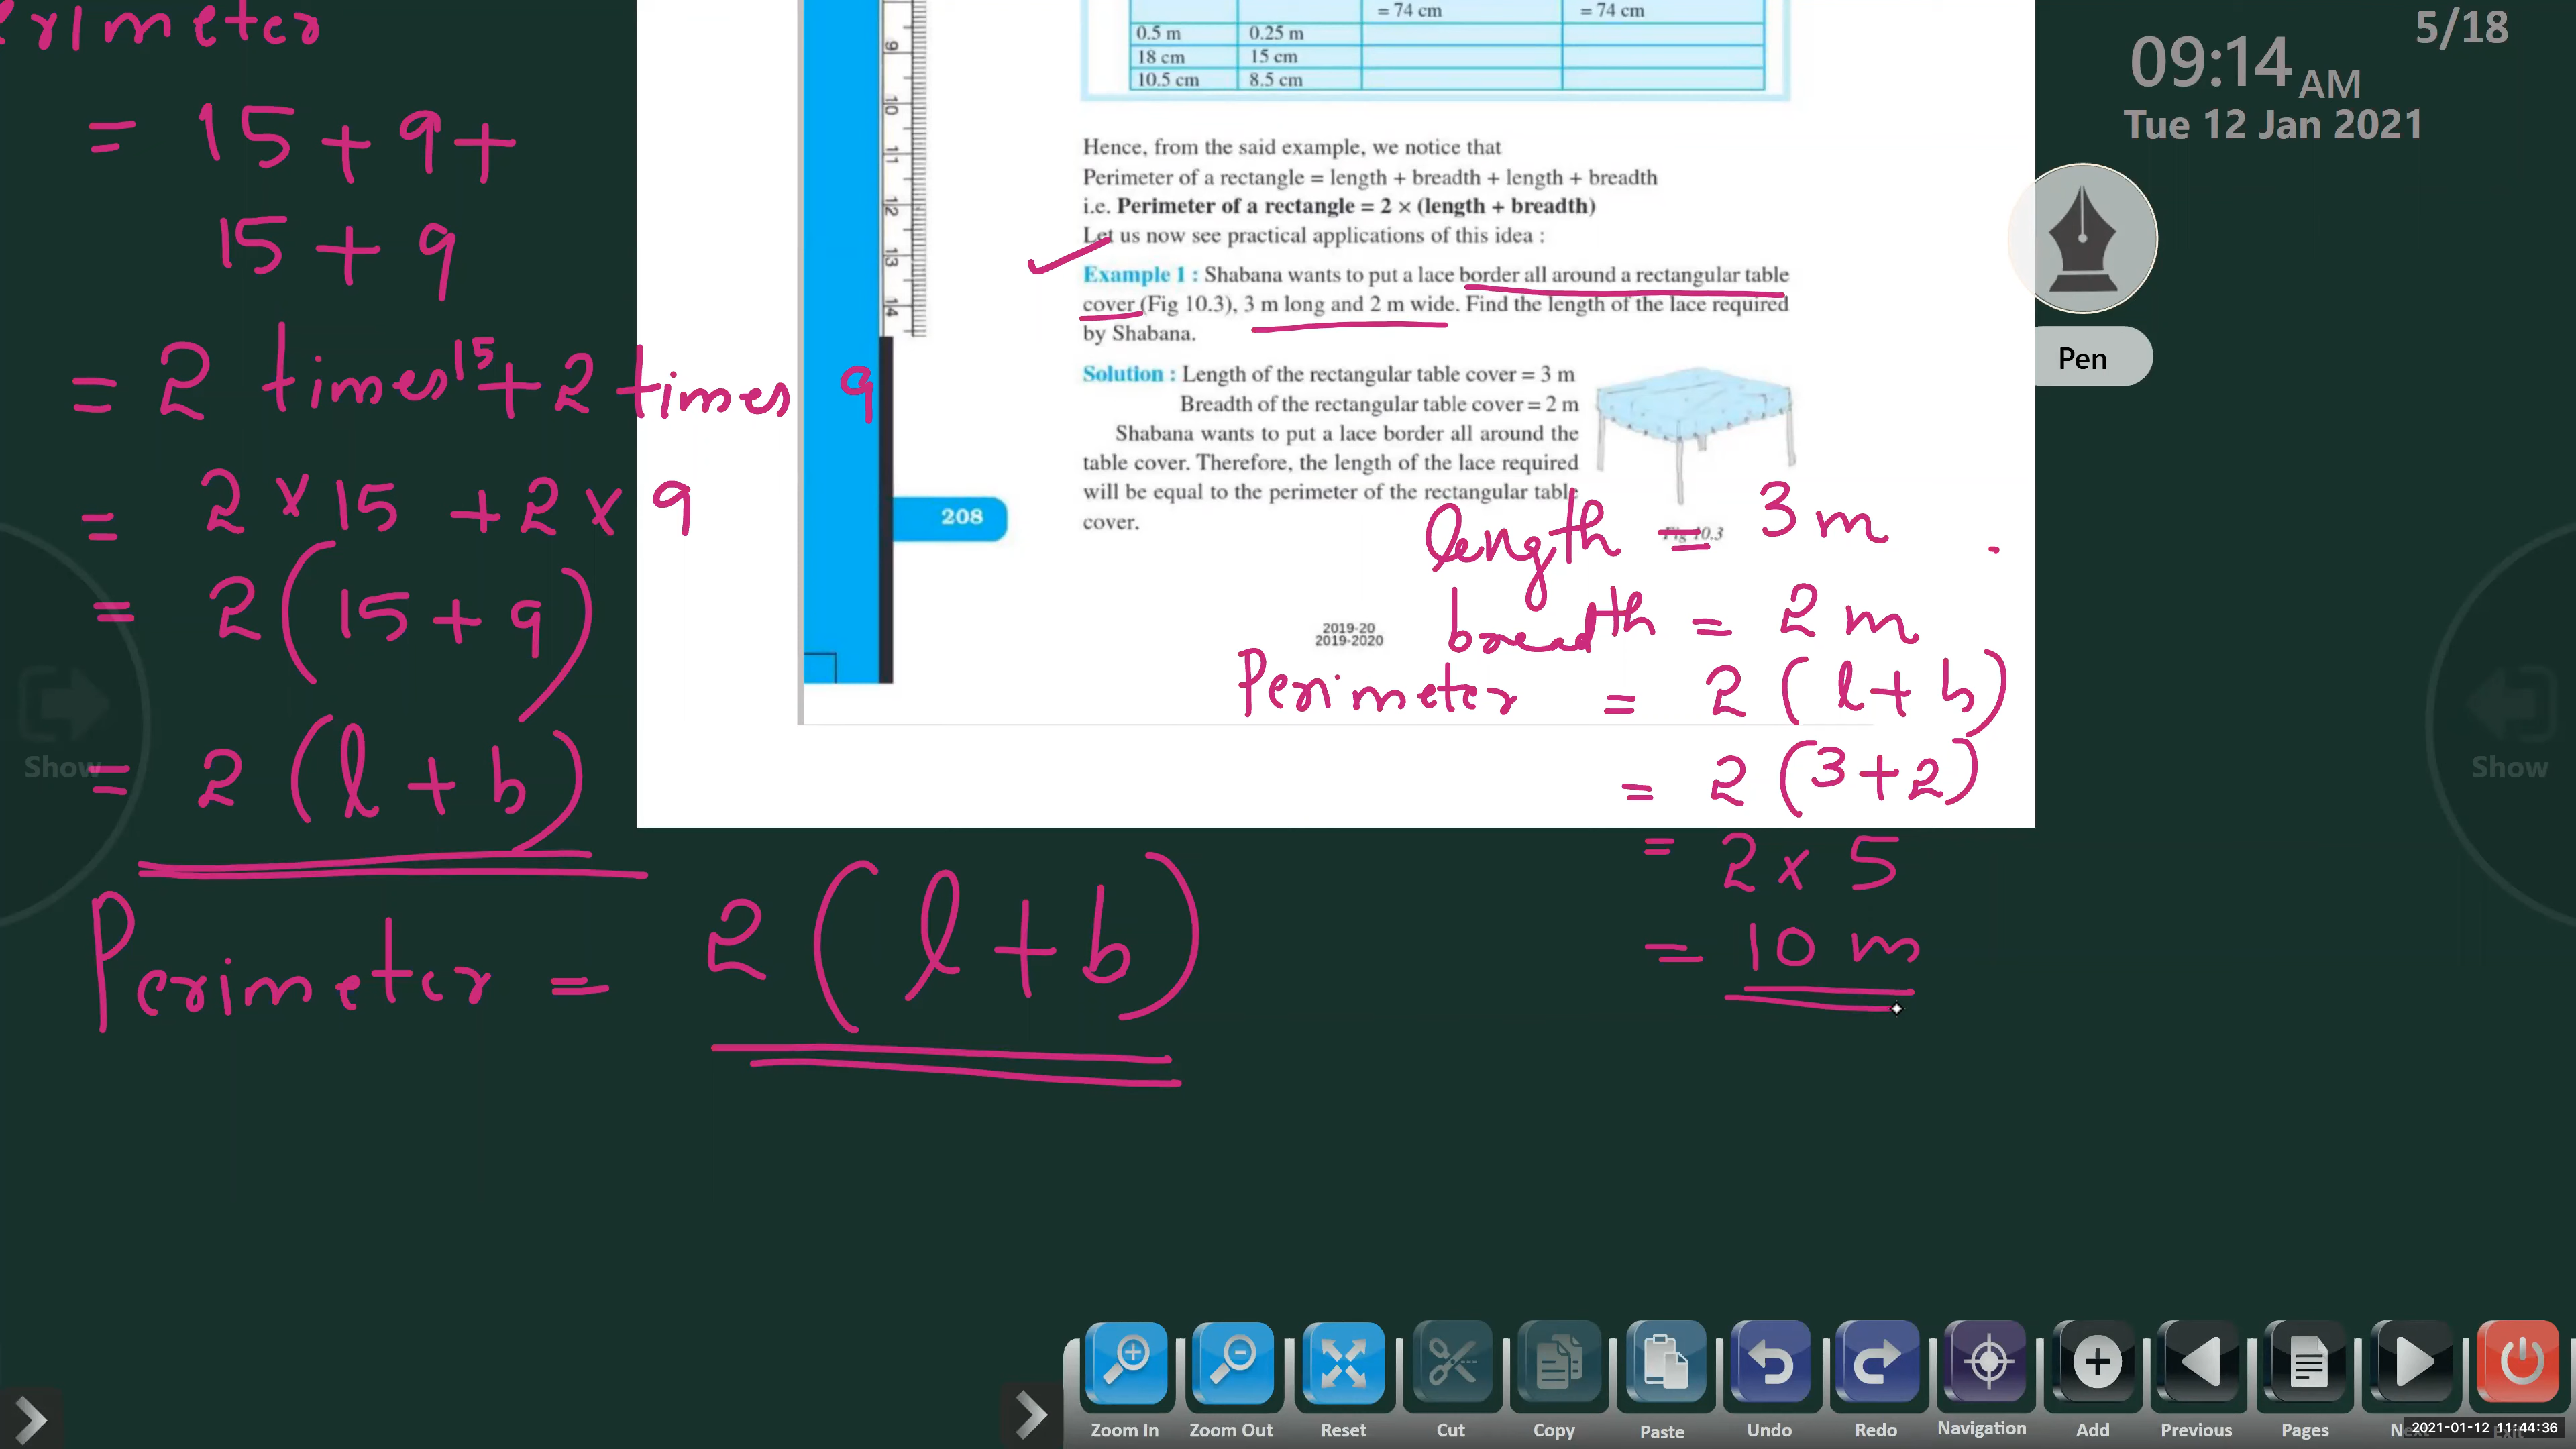 erimeter
= 15 + 9 +
15 + 9
= 2 times 15 + 2 times 9
= 2 × 15 + 2 × 9
= 2 (15 + 9)
= 2 (l + b)
Perimeter = 2 (l + b)
9
10
11
12
13
14
208
= 74 cm = 74 cm
0.5 m 0.25 m
18 cm 15 cm
10.5 cm 8.5 cm
Hence, from the said example, we notice that
Perimeter of a rectangle = length + breadth + length + breadth
i.e. Perimeter of a rectangle = 2 × (length + breadth)
Let us now see practical applications of this idea :
Example 1 : Shabana wants to put a lace border all around a rectangular table
cover (Fig 10.3), 3 m long and 2 m wide. Find the length of the lace required
by Shabana.
Solution : Length of the rectangular table cover = 3 m
Breadth of the rectangular table cover = 2 m
Shabana wants to put a lace border all around the
table cover. Therefore, the length of the lace required
will be equal to the perimeter of the rectangular table
cover.
Fig 10.3
2019-20
2019-2020
length = 3 m
breadth = 2 m
Perimeter = 2 (l + b)
= 2 (3 + 2)
= 2 × 5
= 10 m
5/18
09:14 AM
Tue 12 Jan 2021
Pen
Show
Show
Zoom In Zoom Out Reset Cut Copy Paste Undo Redo Navigation Add Previous Pages
2021-01-12 11:44:36